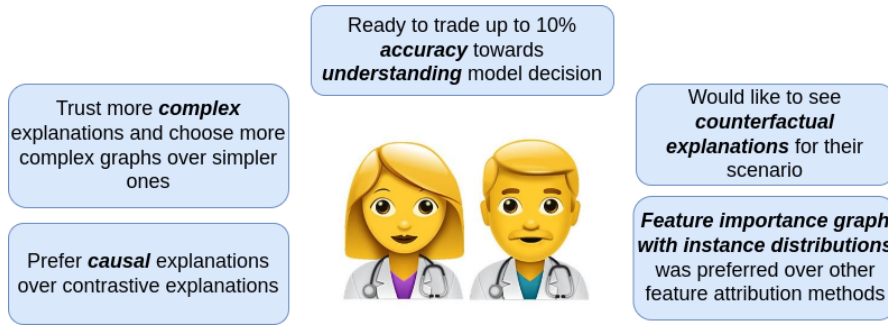 Ready to trade up to 10%
accuracy towards
understanding model decision
Trust more complex
explanations and choose more
complex graphs over simpler
ones
Would like to see
counterfactual
explanations for their
scenario
Prefer causal explanations
over contrastive explanations
Feature importance graph
with instance distributions
was preferred over other
feature attribution methods